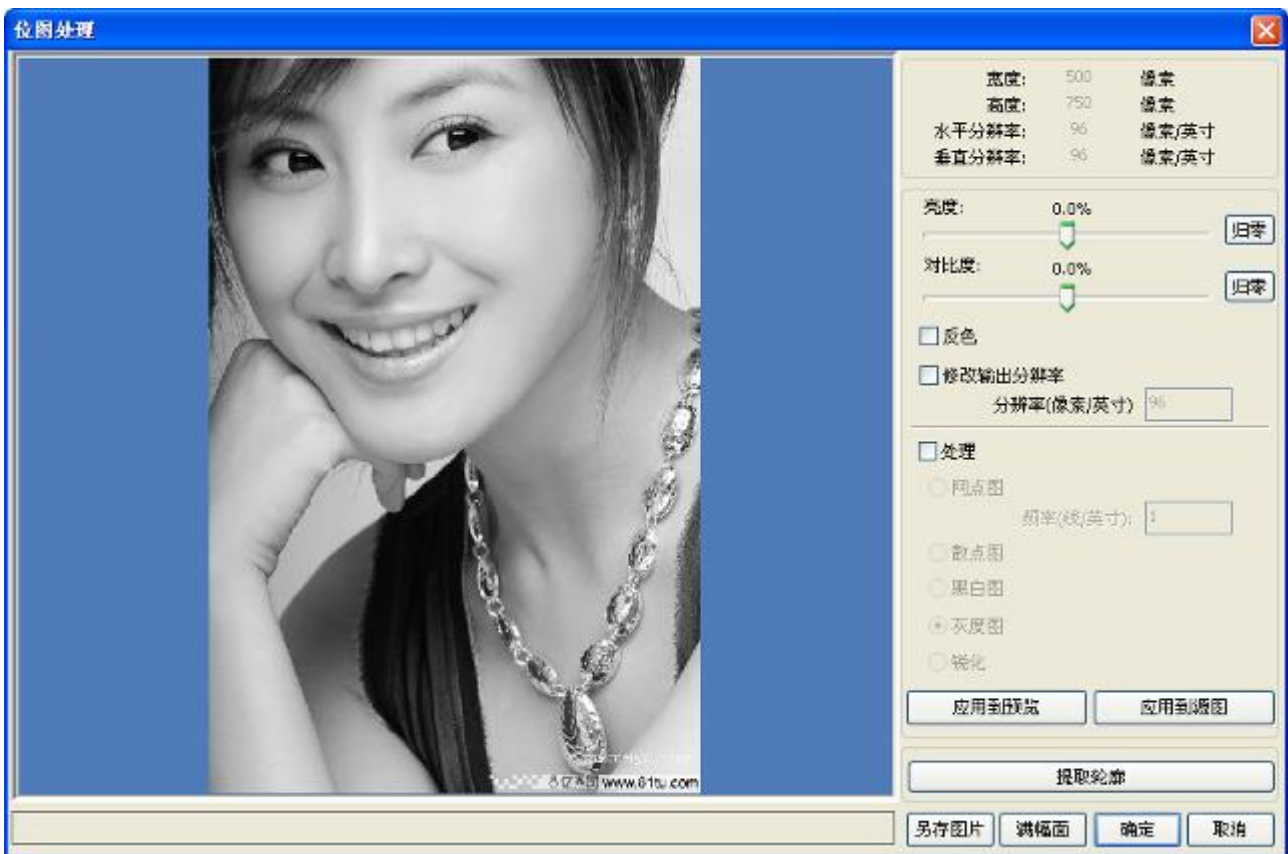 位图处理
宽度: 500 像素
高度: 750 像素
水平分辨率: 96 像素/英寸
垂直分辨率: 96 像素/英寸
亮度: 0.0%
归零
对比度: 0.0%
归零
反色
修改输出分辨率
分辨率(像素/英寸) 96
处理
网点图
频率(线/英寸): 1
散点图
黑白图
灰度图
锐化
应用到预览 应用到源图
提取轮廓
www.61tu.com
另存图片 满幅面 确定 取消